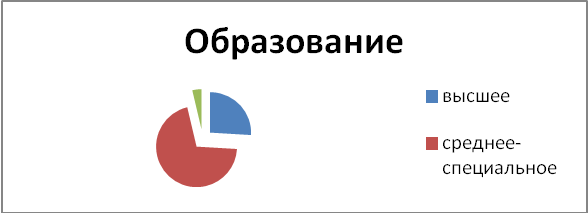 Образование
высшее
среднее-
специальное